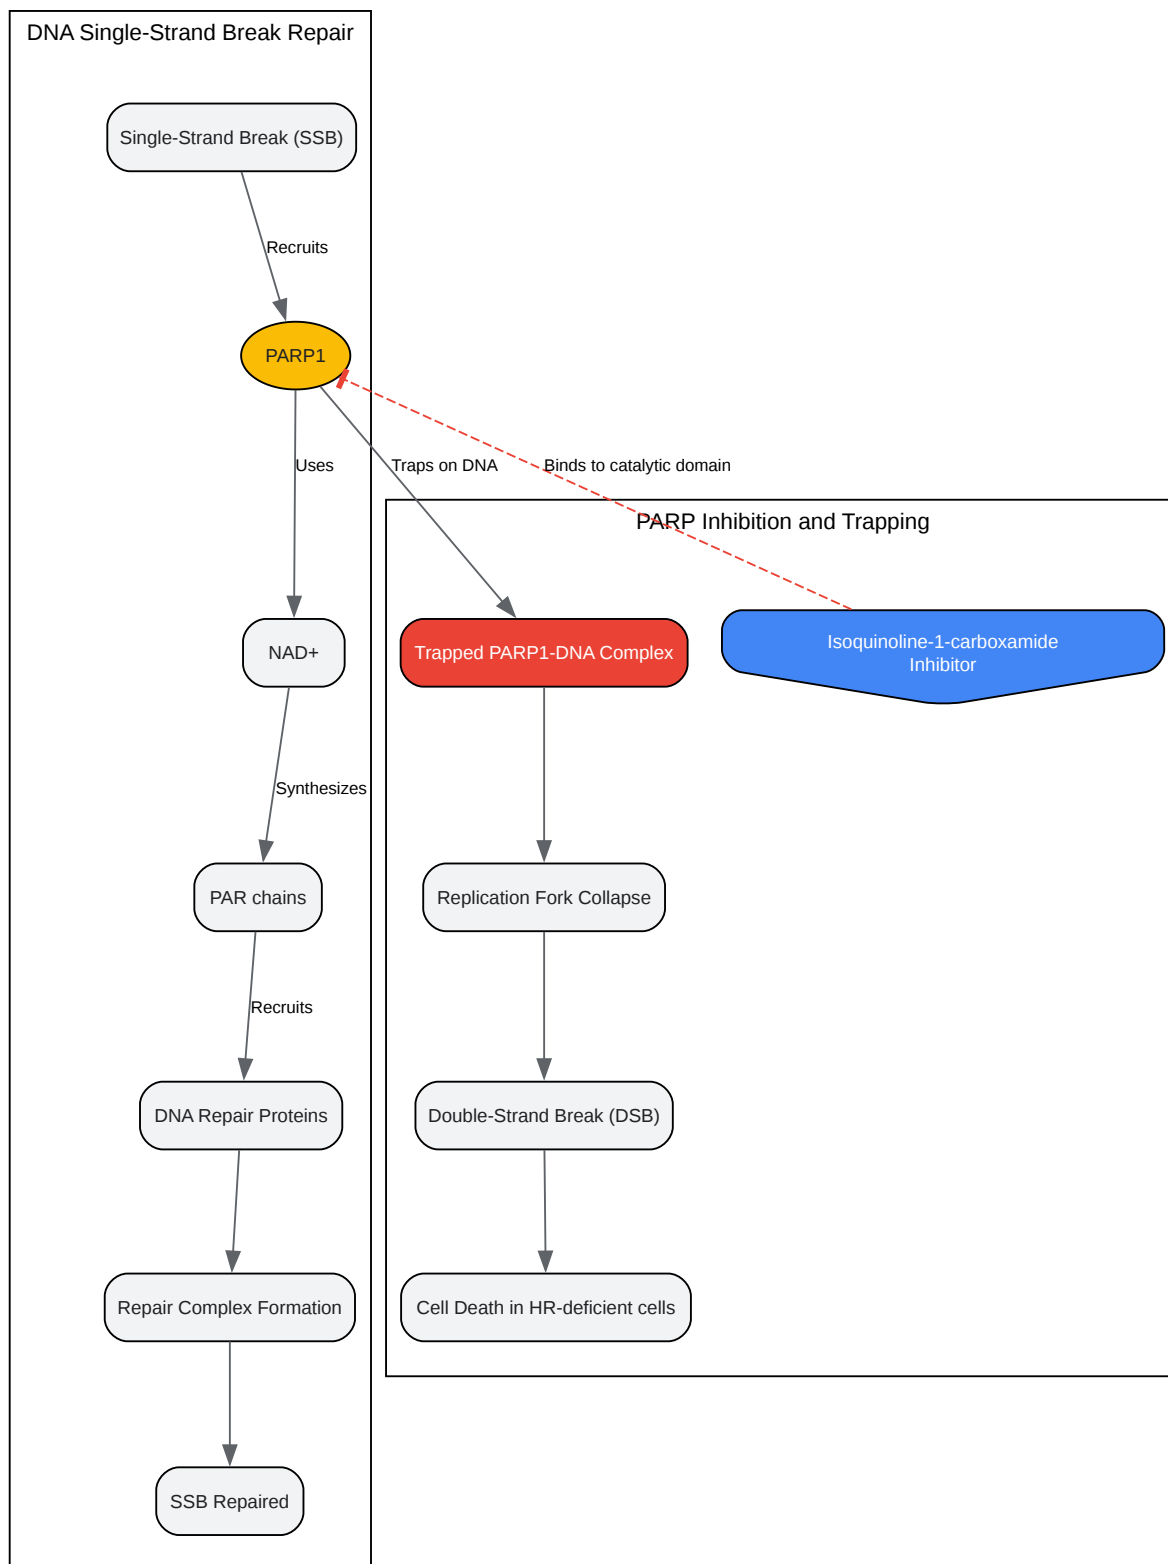 DNA Single-Strand Break Repair
Single-Strand Break (SSB)
Recruits
PARP1
Uses
Traps on DNA
Binds to catalytic domain
PARP Inhibition and Trapping
NAD+
Trapped PARP1-DNA Complex
Isoquinoline-1-carboxamide
Inhibitor
Synthesizes
PAR chains
Replication Fork Collapse
Recruits
DNA Repair Proteins
Double-Strand Break (DSB)
Repair Complex Formation
Cell Death in HR-deficient cells
SSB Repaired